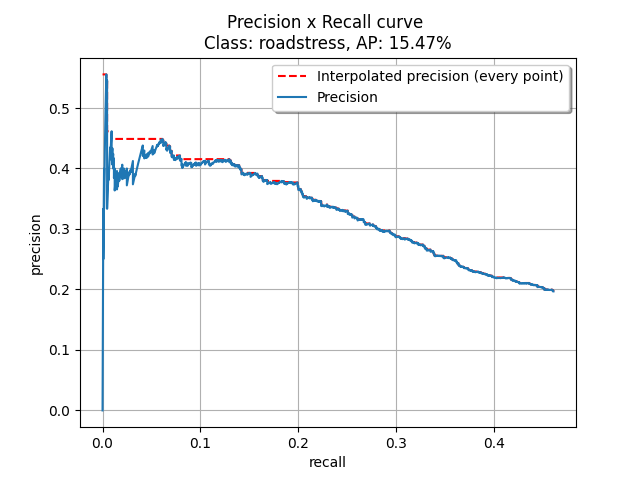 Precision x Recall curve
Class: roadstress, AP: 15.47%
Interpolated precision (every point)
Precision
0.5
0.4
0.3
0.2
0.1
0.0
precision
0.0 0.1 0.2 0.3 0.4
recall